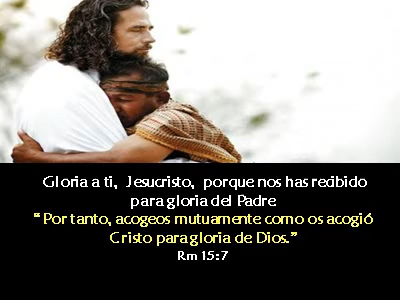 Gloria a ti, Jesucristo, porque nos has recibido
para gloria del Padre
“Por tanto, acogeos mutuamente como os acogió
Cristo para gloria de Dios.”
Rm 15:7